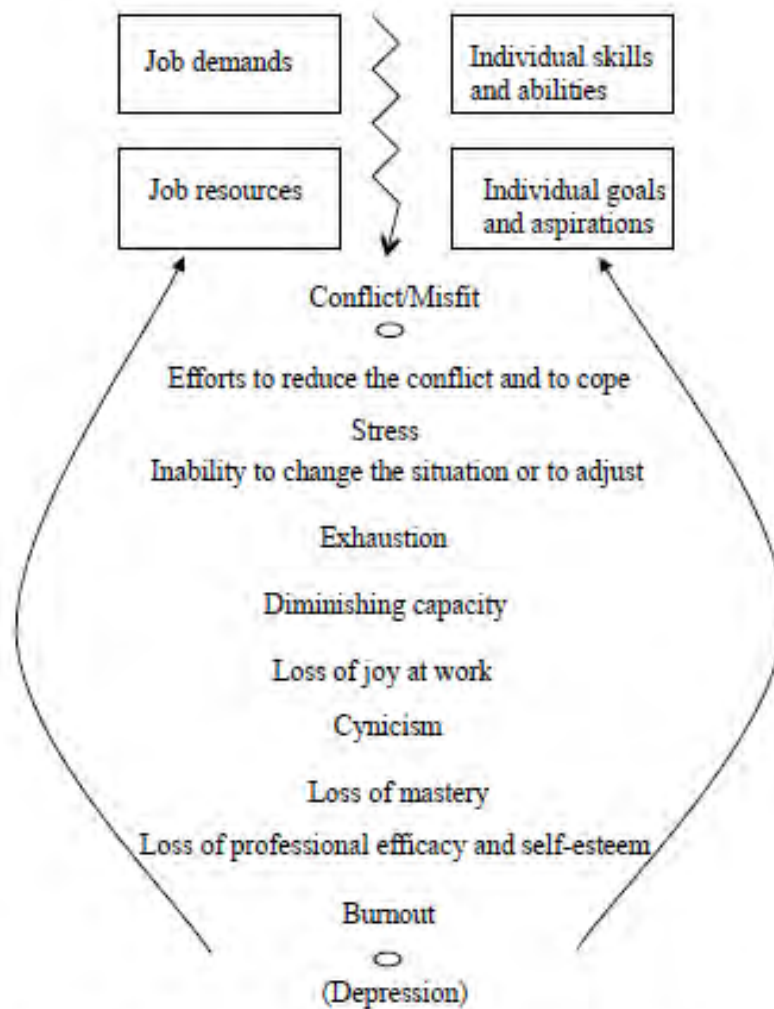 Job demands
Individual skills
and abilities
Job resources
Individual goals
and aspirations
Conflict/Misfit
Efforts to reduce the conflict and to cope
Stress
Inability to change the situation or to adjust
Exhaustion
Diminishing capacity
Loss of joy at work
Cynicism
Loss of mastery
Loss of professional efficacy and self-esteem
Burnout
(Depression)